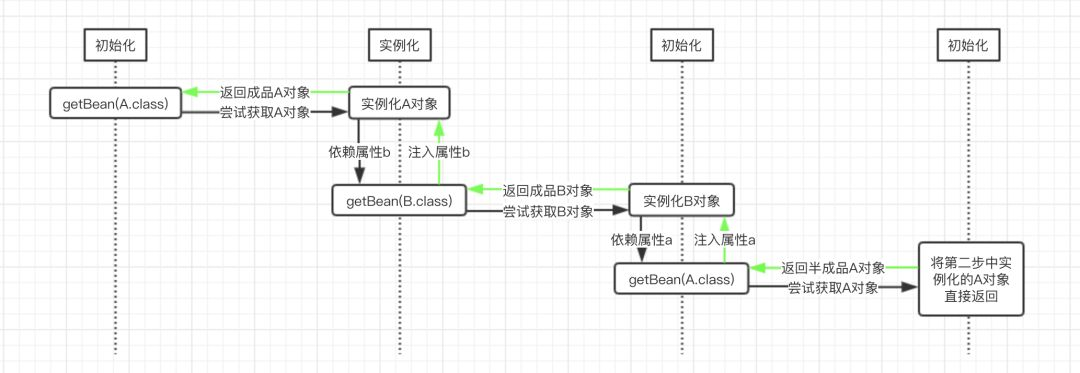 初始化
实例化
初始化
初始化
返回成品A对象
getBean(A.class)
尝试获取A对象
实例化A对象
依赖属性b
注入属性b
getBean(B.class)
返回成品B对象
尝试获取B对象
实例化B对象
依赖属性a
注入属性a
getBean(A.class)
返回半成品A对象
尝试获取A对象
将第二步中实
例化的A对象
直接返回